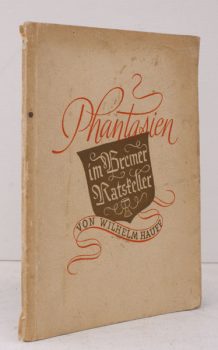 Phantasien
im Bremer
Ratskeller
VON WILHELM HAUFF